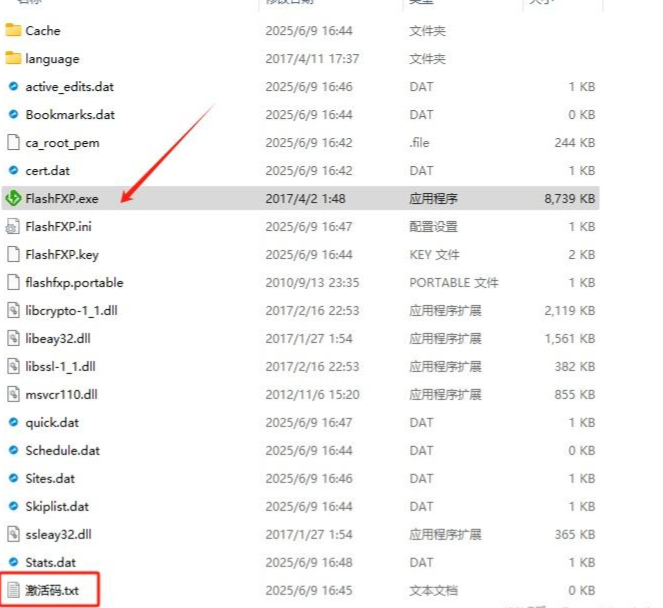 名称 修改日期 类型 大小
Cache 2025/6/9 16:44 文件夹
language 2017/4/11 17:37 文件夹
active_edits.dat 2025/6/9 16:46 DAT 1 KB
Bookmarks.dat 2025/6/9 16:44 DAT 0 KB
ca_root_pem 2025/6/9 16:42 .file 244 KB
cert.dat 2025/6/9 16:42 DAT 1 KB
FlashFXP.exe 2017/4/2 1:48 应用程序 8,739 KB
FlashFXP.ini 2025/6/9 16:47 配置设置 1 KB
FlashFXP.key 2025/6/9 16:44 KEY 文件 2 KB
flashfxp.portable 2010/9/13 23:35 PORTABLE 文件 1 KB
libcrypto-1_1.dll 2017/2/16 22:53 应用程序扩展 2,119 KB
libeay32.dll 2017/1/27 1:54 应用程序扩展 1,561 KB
libssl-1_1.dll 2017/2/16 22:53 应用程序扩展 382 KB
msvcr110.dll 2012/11/6 15:20 应用程序扩展 855 KB
quick.dat 2025/6/9 16:47 DAT 1 KB
Schedule.dat 2025/6/9 16:44 DAT 0 KB
Sites.dat 2025/6/9 16:46 DAT 1 KB
Skiplist.dat 2025/6/9 16:44 DAT 1 KB
ssleay32.dll 2017/1/27 1:54 应用程序扩展 365 KB
Stats.dat 2025/6/9 16:48 DAT 1 KB
激活码.txt 2025/6/9 16:45 文本文档 0 KB